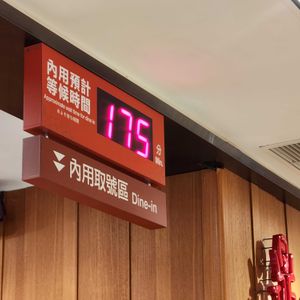 內用預計
等候時間
Approximate wait time for dine-in
175
分
Min.
內用取號區 Dine-in